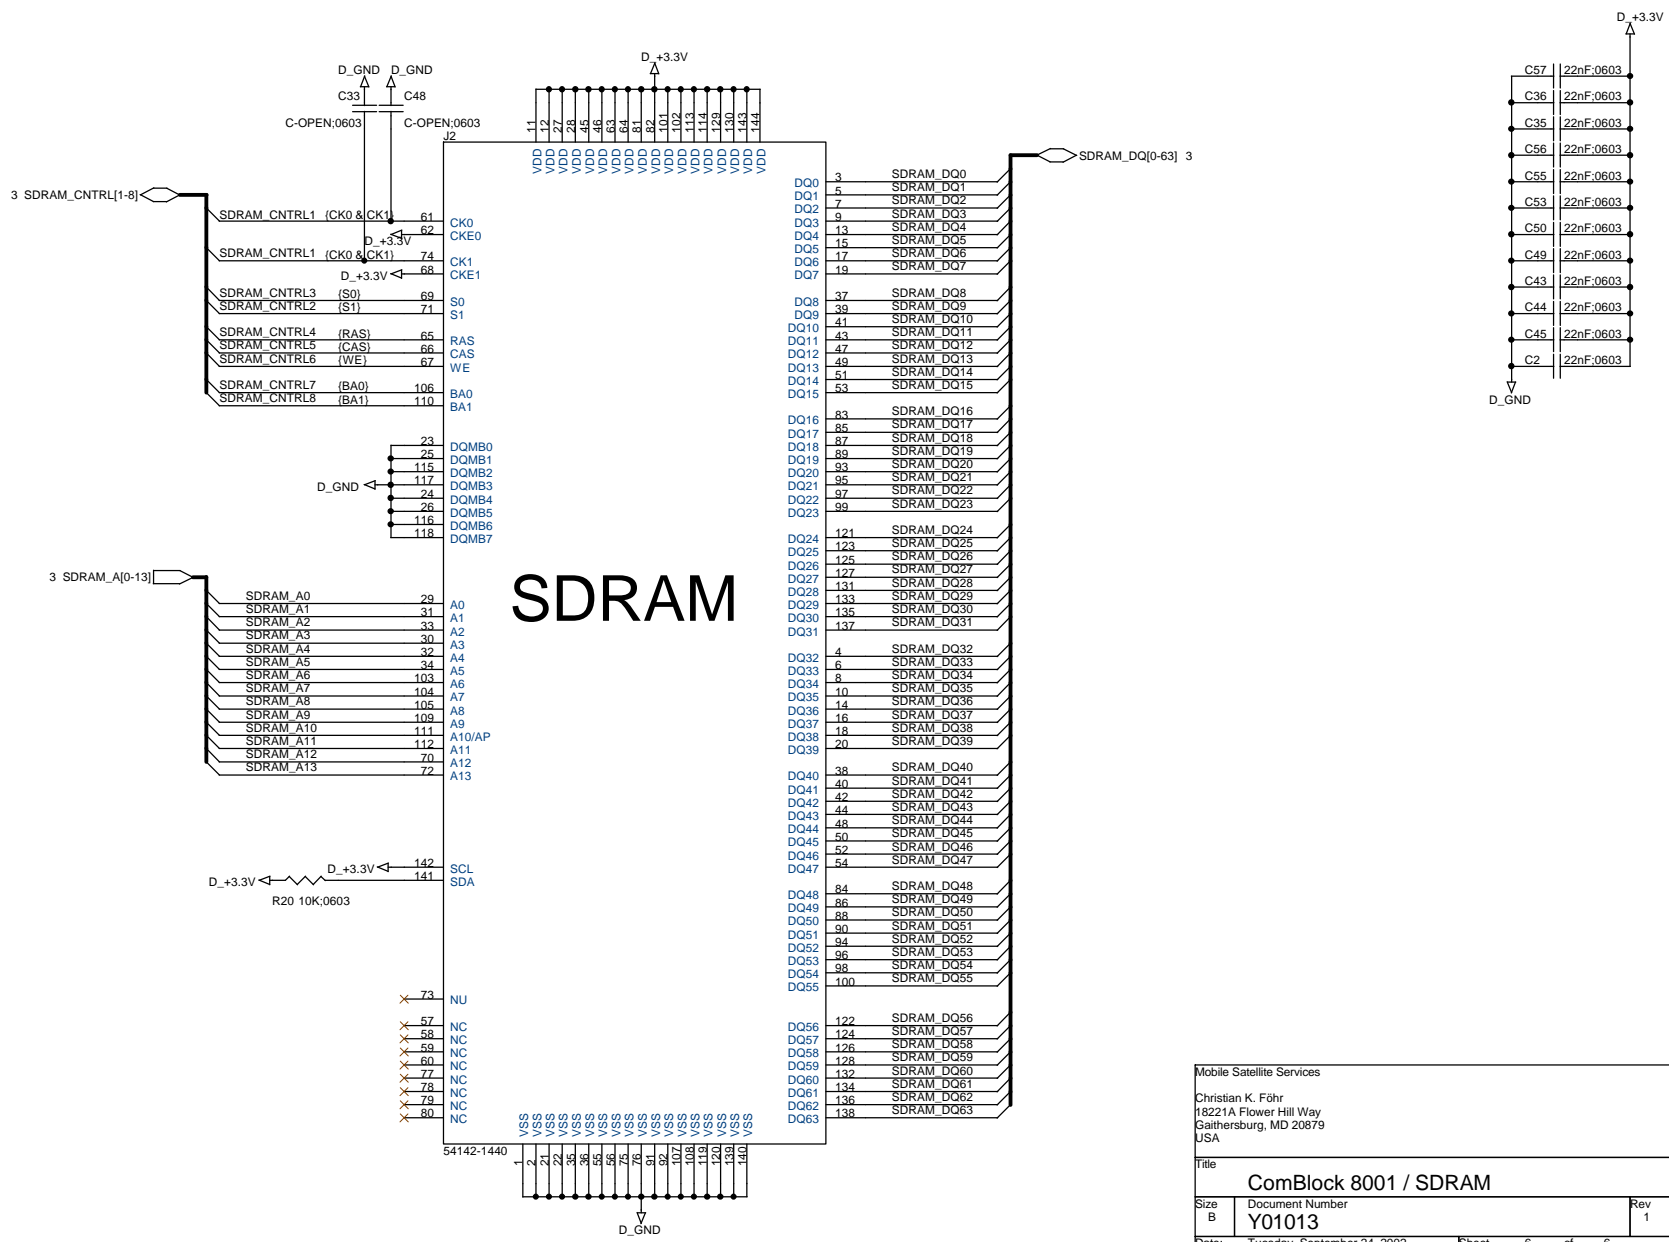 D_+3.3V
C57 22nF;0603
C36 22nF;0603
C35 22nF;0603
C56 22nF;0603
C55 22nF;0603
C53 22nF;0603
C50 22nF;0603
C49 22nF;0603
C43 22nF;0603
C44 22nF;0603
C45 22nF;0603
C2 22nF;0603
D_GND
D_GND D_GND
C33 C48
C-OPEN;0603 C-OPEN;0603
J2
D_+3.3V
11 12 27 28 45 46 63 64 81 82 101 102 113 114 129 130 143 144
VDD VDD VDD VDD VDD VDD VDD VDD VDD VDD VDD VDD VDD VDD VDD VDD VDD VDD
3 SDRAM_CNTRL[1-8]
SDRAM_CNTRL1 {CK0 & CK1} 61 CK0
D_+3.3V 62 CKE0
SDRAM_CNTRL1 {CK0 & CK1} 74 CK1
D_+3.3V 68 CKE1
SDRAM_CNTRL3 {S0} 69 S0
SDRAM_CNTRL2 {S1} 71 S1
SDRAM_CNTRL4 {RAS} 65 RAS
SDRAM_CNTRL5 {CAS} 66 CAS
SDRAM_CNTRL6 {WE} 67 WE
SDRAM_CNTRL7 {BA0} 106 BA0
SDRAM_CNTRL8 {BA1} 110 BA1
23 DQMB0
25 DQMB1
115 DQMB2
D_GND 117 DQMB3
24 DQMB4
26 DQMB5
116 DQMB6
118 DQMB7
3 SDRAM_A[0-13]
SDRAM_A0 29 A0
SDRAM_A1 31 A1
SDRAM_A2 33 A2
SDRAM_A3 30 A3
SDRAM_A4 32 A4
SDRAM_A5 34 A5
SDRAM_A6 103 A6
SDRAM_A7 104 A7
SDRAM_A8 105 A8
SDRAM_A9 109 A9
SDRAM_A10 111 A10/AP
SDRAM_A11 112 A11
SDRAM_A12 70 A12
SDRAM_A13 72 A13
D_+3.3V 142 SCL
D_+3.3V 141 SDA
R20 10K;0603
73 NU
57 NC
58 NC
59 NC
60 NC
77 NC
78 NC
79 NC
80 NC
SDRAM
SDRAM_DQ[0-63] 3
DQ0 3 SDRAM_DQ0
DQ1 5 SDRAM_DQ1
DQ2 7 SDRAM_DQ2
DQ3 9 SDRAM_DQ3
DQ4 13 SDRAM_DQ4
DQ5 15 SDRAM_DQ5
DQ6 17 SDRAM_DQ6
DQ7 19 SDRAM_DQ7
DQ8 37 SDRAM_DQ8
DQ9 39 SDRAM_DQ9
DQ10 41 SDRAM_DQ10
DQ11 43 SDRAM_DQ11
DQ12 47 SDRAM_DQ12
DQ13 49 SDRAM_DQ13
DQ14 51 SDRAM_DQ14
DQ15 53 SDRAM_DQ15
DQ16 83 SDRAM_DQ16
DQ17 85 SDRAM_DQ17
DQ18 87 SDRAM_DQ18
DQ19 89 SDRAM_DQ19
DQ20 93 SDRAM_DQ20
DQ21 95 SDRAM_DQ21
DQ22 97 SDRAM_DQ22
DQ23 99 SDRAM_DQ23
DQ24 121 SDRAM_DQ24
DQ25 123 SDRAM_DQ25
DQ26 125 SDRAM_DQ26
DQ27 127 SDRAM_DQ27
DQ28 131 SDRAM_DQ28
DQ29 133 SDRAM_DQ29
DQ30 135 SDRAM_DQ30
DQ31 137 SDRAM_DQ31
DQ32 4 SDRAM_DQ32
DQ33 6 SDRAM_DQ33
DQ34 8 SDRAM_DQ34
DQ35 10 SDRAM_DQ35
DQ36 14 SDRAM_DQ36
DQ37 16 SDRAM_DQ37
DQ38 18 SDRAM_DQ38
DQ39 20 SDRAM_DQ39
DQ40 38 SDRAM_DQ40
DQ41 40 SDRAM_DQ41
DQ42 42 SDRAM_DQ42
DQ43 44 SDRAM_DQ43
DQ44 48 SDRAM_DQ44
DQ45 50 SDRAM_DQ45
DQ46 52 SDRAM_DQ46
DQ47 54 SDRAM_DQ47
DQ48 84 SDRAM_DQ48
DQ49 86 SDRAM_DQ49
DQ50 88 SDRAM_DQ50
DQ51 90 SDRAM_DQ51
DQ52 94 SDRAM_DQ52
DQ53 96 SDRAM_DQ53
DQ54 98 SDRAM_DQ54
DQ55 100 SDRAM_DQ55
DQ56 122 SDRAM_DQ56
DQ57 124 SDRAM_DQ57
DQ58 126 SDRAM_DQ58
DQ59 128 SDRAM_DQ59
DQ60 132 SDRAM_DQ60
DQ61 134 SDRAM_DQ61
DQ62 136 SDRAM_DQ62
DQ63 138 SDRAM_DQ63
VSS VSS VSS VSS VSS VSS VSS VSS VSS VSS VSS VSS VSS VSS VSS VSS VSS VSS
54142-1440
1 2 21 22 35 36 55 56 75 76 91 92 107 108 119 120 139 140
D_GND
Mobile Satellite Services
Christian K. Föhr
18221A Flower Hill Way
Gaithersburg, MD 20879
USA
Title
ComBlock 8001 / SDRAM
Size Document Number Rev
B Y01013 1
Date: Tuesday, September 24, 2002 Sheet 6 of 6